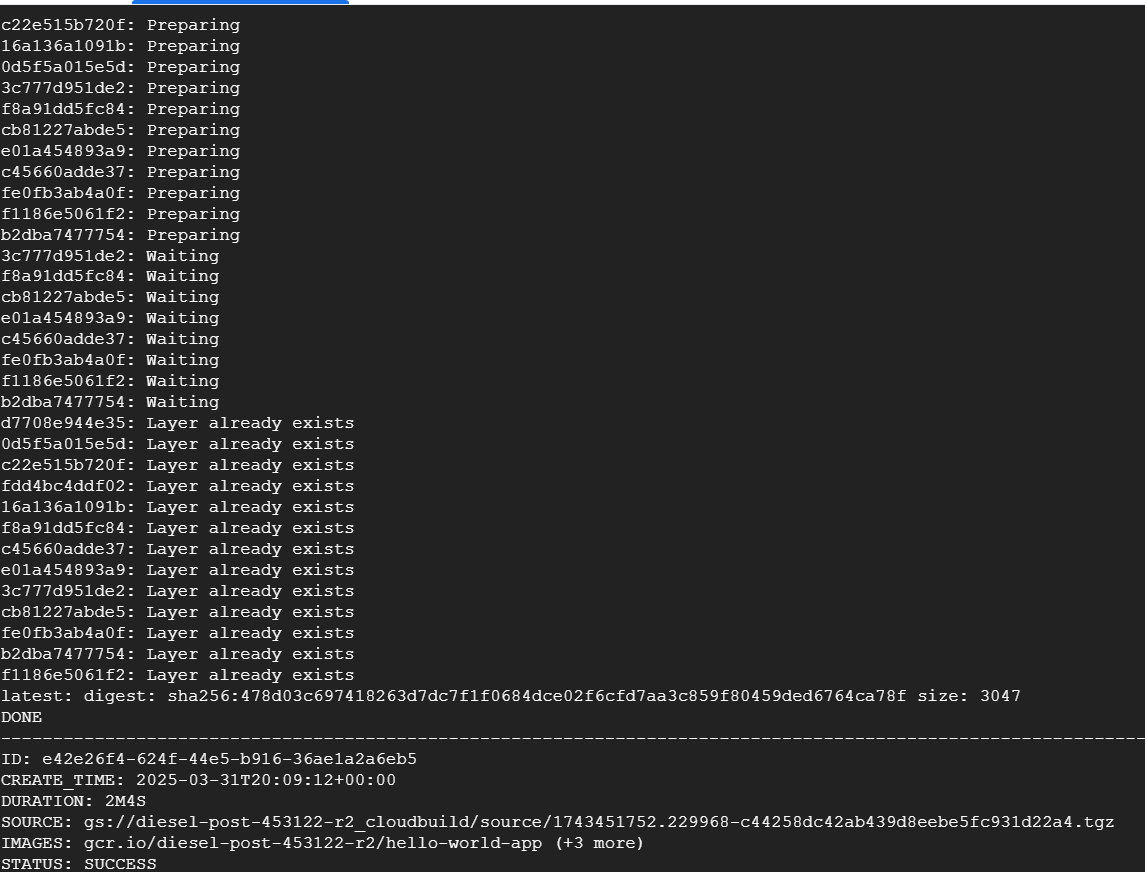 c22e515b720f: Preparing
16a136a1091b: Preparing
0d5f5a015e5d: Preparing
3c777d951de2: Preparing
f8a91dd5fc84: Preparing
cb81227abde5: Preparing
e01a454893a9: Preparing
c45660adde37: Preparing
fe0fb3ab4a0f: Preparing
f1186e5061f2: Preparing
b2dba7477754: Preparing
3c777d951de2: Waiting
f8a91dd5fc84: Waiting
cb81227abde5: Waiting
e01a454893a9: Waiting
c45660adde37: Waiting
fe0fb3ab4a0f: Waiting
f1186e5061f2: Waiting
b2dba7477754: Waiting
d7708e944e35: Layer already exists
0d5f5a015e5d: Layer already exists
c22e515b720f: Layer already exists
fdd4bc4ddf02: Layer already exists
16a136a1091b: Layer already exists
f8a91dd5fc84: Layer already exists
c45660adde37: Layer already exists
e01a454893a9: Layer already exists
3c777d951de2: Layer already exists
cb81227abde5: Layer already exists
fe0fb3ab4a0f: Layer already exists
b2dba7477754: Layer already exists
f1186e5061f2: Layer already exists
latest: digest: sha256:478d03c697418263d7dc7f1f0684dce02f6cfd7aa3c859f80459ded6764ca78f size: 3047
DONE
--------------------------------------------------------------------------------------------------------------
ID: e42e26f4-624f-44e5-b916-36ae1a2a6eb5
CREATE_TIME: 2025-03-31T20:09:12+00:00
DURATION: 2M4S
SOURCE: gs://diesel-post-453122-r2_cloudbuild/source/1743451752.229968-c44258dc42ab439d8eebe5fc931d22a4.tgz
IMAGES: gcr.io/diesel-post-453122-r2/hello-world-app (+3 more)
STATUS: SUCCESS